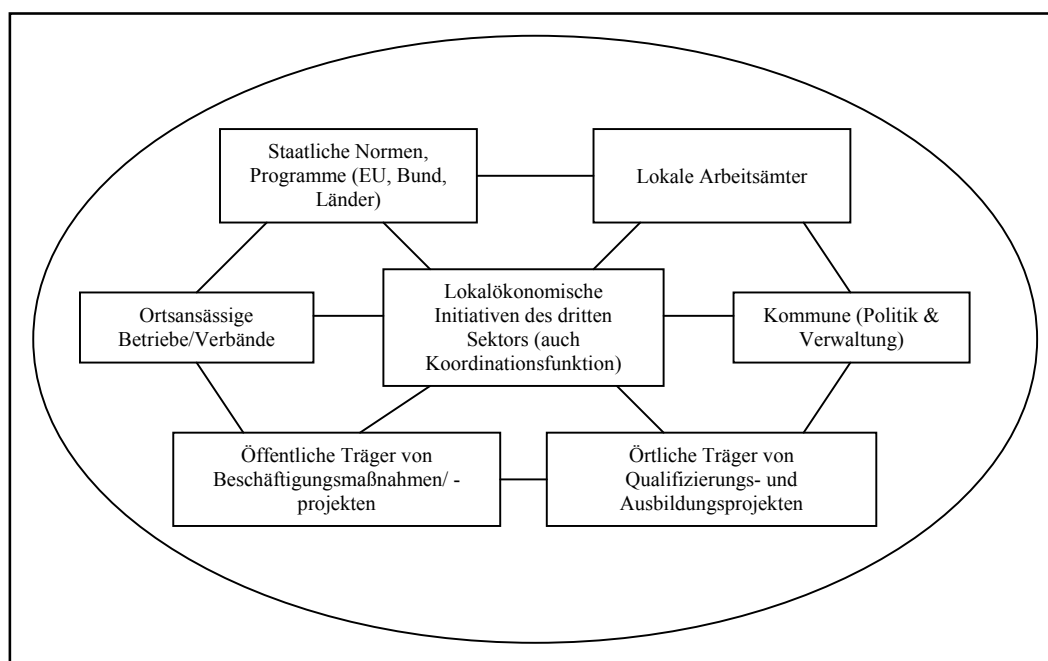 Staatliche Normen,
Programme (EU, Bund,
Länder)
Lokale Arbeitsämter
Ortsansässige
Betriebe/Verbände
Lokalökonomische
Initiativen des dritten
Sektors (auch
Koordinationsfunktion)
Kommune (Politik &
Verwaltung)
Öffentliche Träger von
Beschäftigungsmaßnahmen/ -
projekten
Örtliche Träger von
Qualifizierungs- und
Ausbildungsprojekten